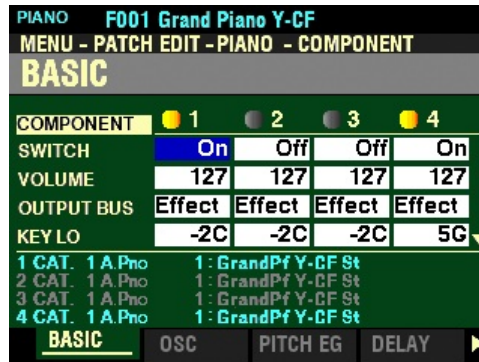 PIANO F001 Grand Piano Y-CF
MENU - PATCH EDIT - PIANO - COMPONENT
BASIC
COMPONENT 1 2 3 4
SWITCH On Off Off On
VOLUME 127 127 127 127
OUTPUT BUS Effect Effect Effect Effect
KEY LO -2C -2C -2C 5G
1 CAT. 1 A.Pno 1: GrandPf Y-CF St
2 CAT. 1 A.Pno 1: GrandPf Y-CF St
3 CAT. 1 A.Pno 1: GrandPf Y-CF St
4 CAT. 1 A.Pno 1: GrandPf Y-CF St
BASIC OSC PITCH EG DELAY